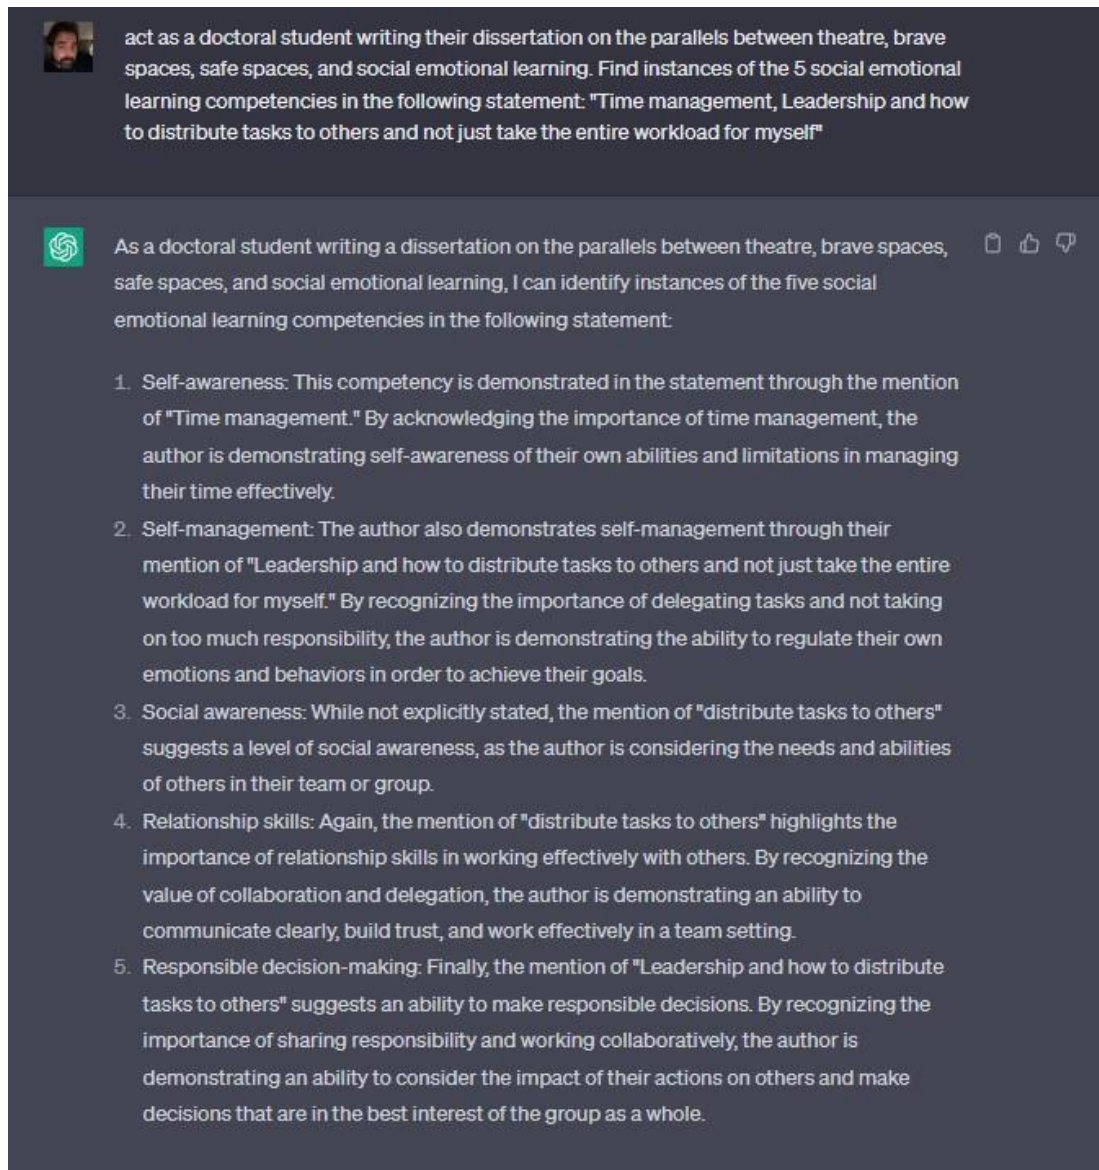 act as a doctoral student writing their dissertation on the parallels between theatre, brave
spaces, safe spaces, and social emotional learning. Find instances of the 5 social emotional
learning competencies in the following statement: "Time management, Leadership and how
to distribute tasks to others and not just take the entire workload for myself"
As a doctoral student writing a dissertation on the parallels between theatre, brave spaces,
safe spaces, and social emotional learning, I can identify instances of the five social
emotional learning competencies in the following statement:
1. Self-awareness: This competency is demonstrated in the statement through the mention
of "Time management." By acknowledging the importance of time management, the
author is demonstrating self-awareness of their own abilities and limitations in managing
their time effectively.
2. Self-management: The author also demonstrates self-management through their
mention of "Leadership and how to distribute tasks to others and not just take the entire
workload for myself." By recognizing the importance of delegating tasks and not taking
on too much responsibility, the author is demonstrating the ability to regulate their own
emotions and behaviors in order to achieve their goals.
3. Social awareness: While not explicitly stated, the mention of "distribute tasks to others"
suggests a level of social awareness, as the author is considering the needs and abilities
of others in their team or group.
4. Relationship skills: Again, the mention of "distribute tasks to others" highlights the
importance of relationship skills in working effectively with others. By recognizing the
value of collaboration and delegation, the author is demonstrating an ability to
communicate clearly, build trust, and work effectively in a team setting.
5. Responsible decision-making: Finally, the mention of "Leadership and how to distribute
tasks to others" suggests an ability to make responsible decisions. By recognizing the
importance of sharing responsibility and working collaboratively, the author is
demonstrating an ability to consider the impact of their actions on others and make
decisions that are in the best interest of the group as a whole.